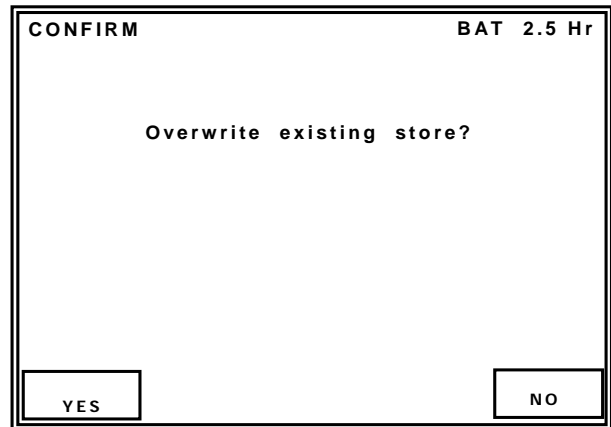 CONFIRM BAT 2.5 Hr
Overwrite existing store?
YES NO